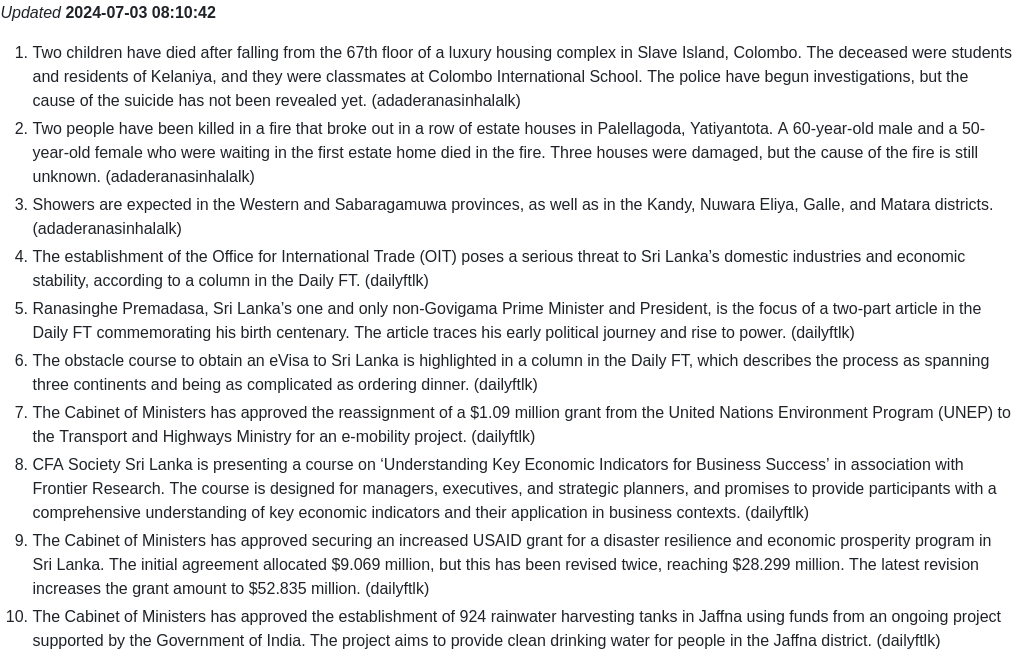 Updated 2024-07-03 08:10:42
1. Two children have died after falling from the 67th floor of a luxury housing complex in Slave Island, Colombo. The deceased were students
and residents of Kelaniya, and they were classmates at Colombo International School. The police have begun investigations, but the
cause of the suicide has not been revealed yet. (adaderanasinhalalk)
2. Two people have been killed in a fire that broke out in a row of estate houses in Palellagoda, Yatiyantota. A 60-year-old male and a 50-
year-old female who were waiting in the first estate home died in the fire. Three houses were damaged, but the cause of the fire is still
unknown. (adaderanasinhalalk)
3. Showers are expected in the Western and Sabaragamuwa provinces, as well as in the Kandy, Nuwara Eliya, Galle, and Matara districts.
(adaderanasinhalalk)
4. The establishment of the Office for International Trade (OIT) poses a serious threat to Sri Lanka’s domestic industries and economic
stability, according to a column in the Daily FT. (dailyftlk)
5. Ranasinghe Premadasa, Sri Lanka’s one and only non-Govigama Prime Minister and President, is the focus of a two-part article in the
Daily FT commemorating his birth centenary. The article traces his early political journey and rise to power. (dailyftlk)
6. The obstacle course to obtain an eVisa to Sri Lanka is highlighted in a column in the Daily FT, which describes the process as spanning
three continents and being as complicated as ordering dinner. (dailyftlk)
7. The Cabinet of Ministers has approved the reassignment of a $1.09 million grant from the United Nations Environment Program (UNEP) to
the Transport and Highways Ministry for an e-mobility project. (dailyftlk)
8. CFA Society Sri Lanka is presenting a course on ‘Understanding Key Economic Indicators for Business Success’ in association with
Frontier Research. The course is designed for managers, executives, and strategic planners, and promises to provide participants with a
comprehensive understanding of key economic indicators and their application in business contexts. (dailyftlk)
9. The Cabinet of Ministers has approved securing an increased USAID grant for a disaster resilience and economic prosperity program in
Sri Lanka. The initial agreement allocated $9.069 million, but this has been revised twice, reaching $28.299 million. The latest revision
increases the grant amount to $52.835 million. (dailyftlk)
10. The Cabinet of Ministers has approved the establishment of 924 rainwater harvesting tanks in Jaffna using funds from an ongoing project
supported by the Government of India. The project aims to provide clean drinking water for people in the Jaffna district. (dailyftlk)